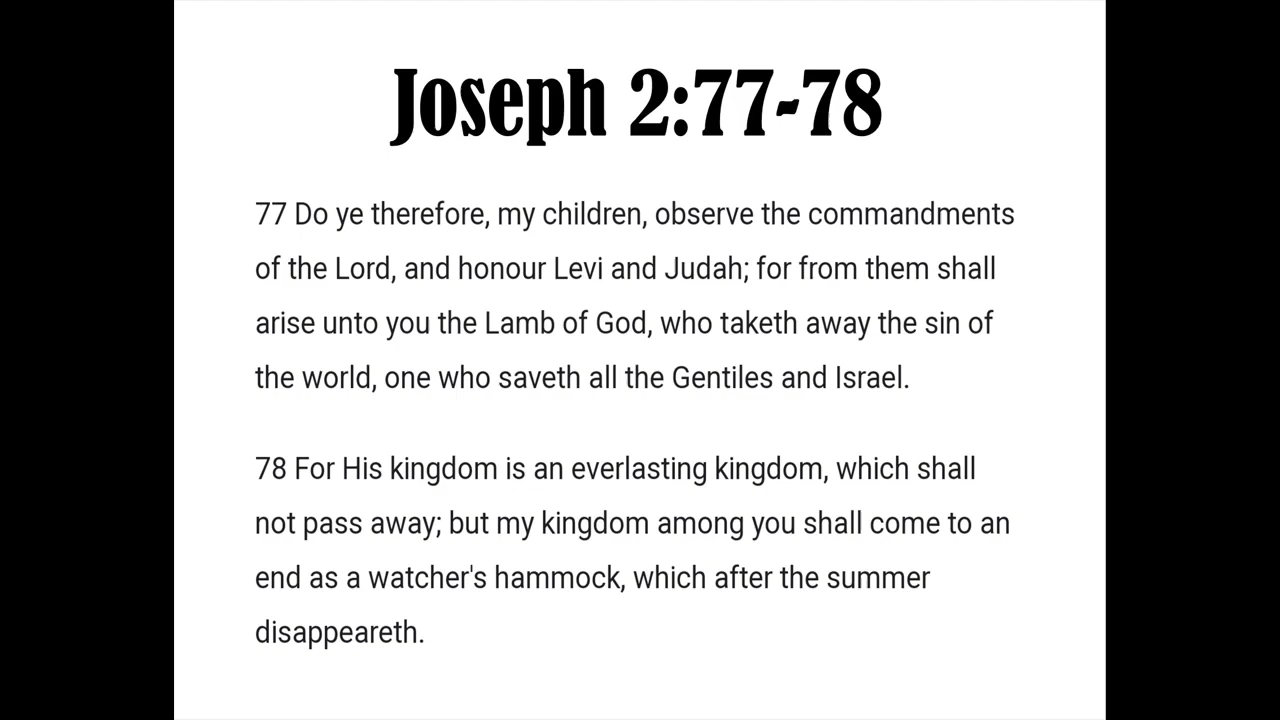 Joseph 2:77-78
77 Do ye therefore, my children, observe the commandments
of the Lord, and honour Levi and Judah; for from them shall
arise unto you the Lamb of God, who taketh away the sin of
the world, one who saveth all the Gentiles and Israel.
78 For His kingdom is an everlasting kingdom, which shall
not pass away; but my kingdom among you shall come to an
end as a watcher's hammock, which after the summer
disappeareth.